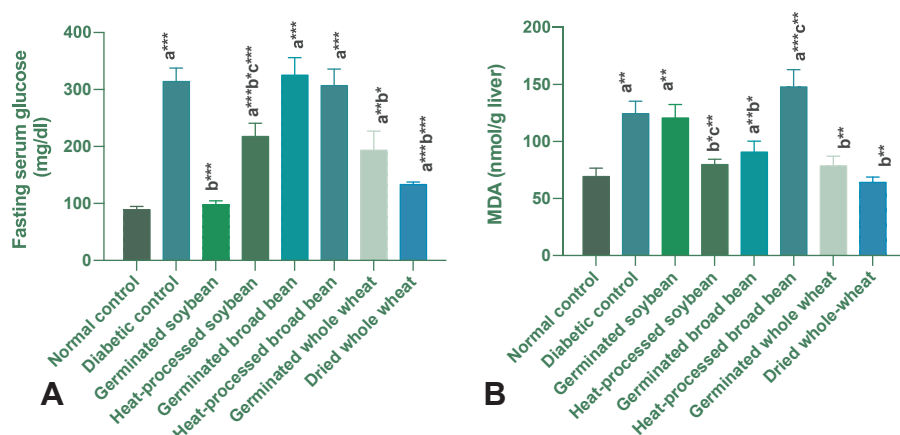 Fasting serum glucose
(mg/dl)
400
300
200
100
0
a***
b***
a***b*c***
a***
a***
a**b*
a***b***
Normal control
Diabetic control
Germinated soybean
Heat-processed soybean
Germinated broad bean
Heat-processed broad bean
Germinated whole wheat
Dried whole wheat
A
MDA (nmol/g liver)
200
150
100
50
0
a**
a**
b*c**
a**b*
a***c**
b**
b**
Normal control
Diabetic control
Germinated soybean
Heat-processed soybean
Germinated broad bean
Heat-processed broad bean
Germinated whole wheat
Dried whole-wheat
B